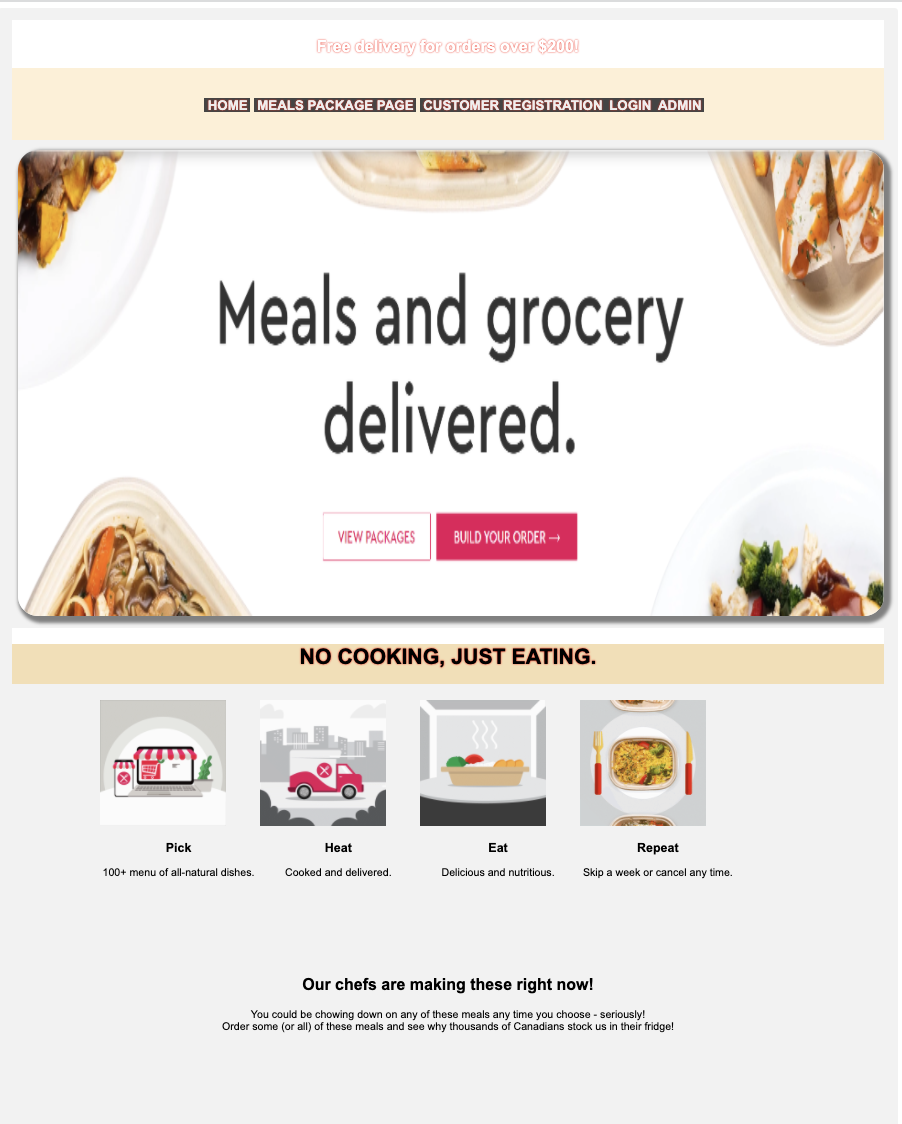 Free delivery for orders over $200!
HOME MEALS PACKAGE PAGE CUSTOMER REGISTRATION LOGIN ADMIN
Meals and grocery
delivered.
VIEW PACKAGES BUILD YOUR ORDER →
NO COOKING, JUST EATING.
Pick Heat Eat Repeat
100+ menu of all-natural dishes. Cooked and delivered. Delicious and nutritious. Skip a week or cancel any time.
Our chefs are making these right now!
You could be chowing down on any of these meals any time you choose - seriously!
Order some (or all) of these meals and see why thousands of Canadians stock us in their fridge!